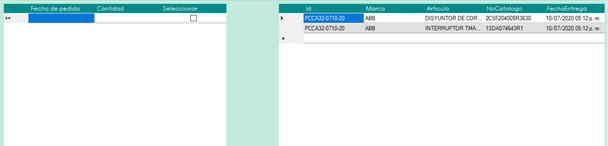 Fecha de pedido Cantidad Seleccionar
Id Marca Articulo NoCatalogo FechaEntrega
PCCA32-0710-20 ABB DISYUNTOR DE COR... 2CSF204005R3630 10/07/2020 05:12 p. m.
PCCA32-0710-20 ABB INTERRUPTOR TMA... 1SDA074643R1 10/07/2020 05:12 p. m.